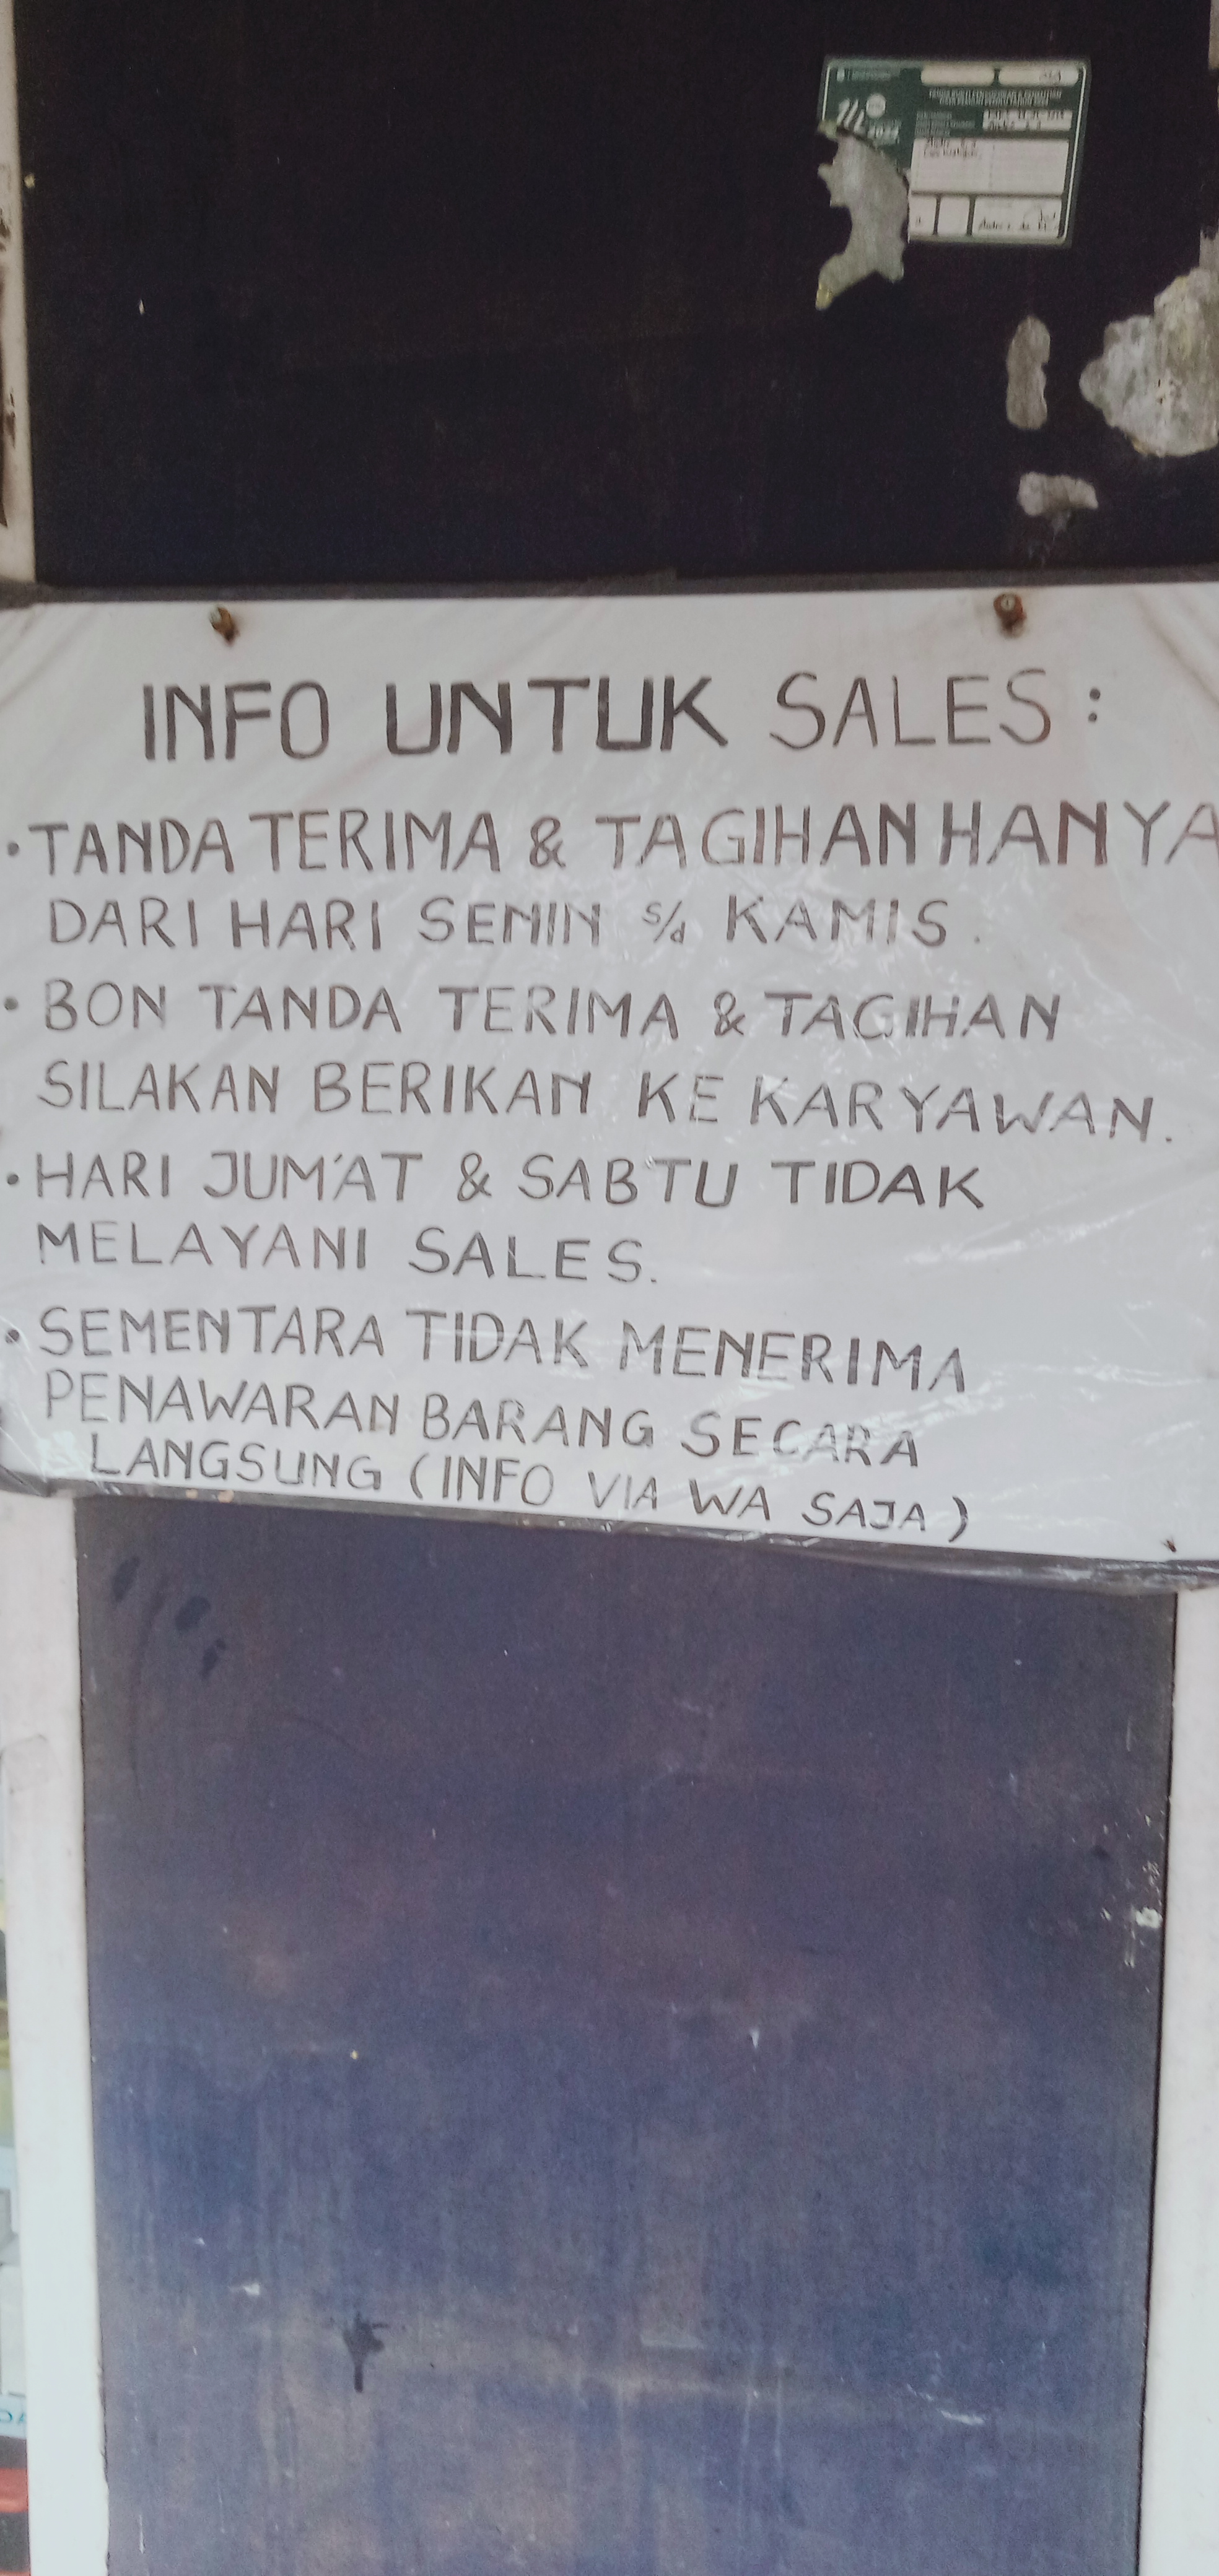 INFO UNTUK SALES :
• TANDA TERIMA & TAGIHAN HANYA
DARI HARI SENIN s/d KAMIS.
• BON TANDA TERIMA & TAGIHAN
SILAKAN BERIKAN KE KARYAWAN.
• HARI JUM'AT & SABTU TIDAK
MELAYANI SALES.
• SEMENTARA TIDAK MENERIMA
PENAWARAN BARANG SECARA
LANGSUNG (INFO VIA WA SAJA)